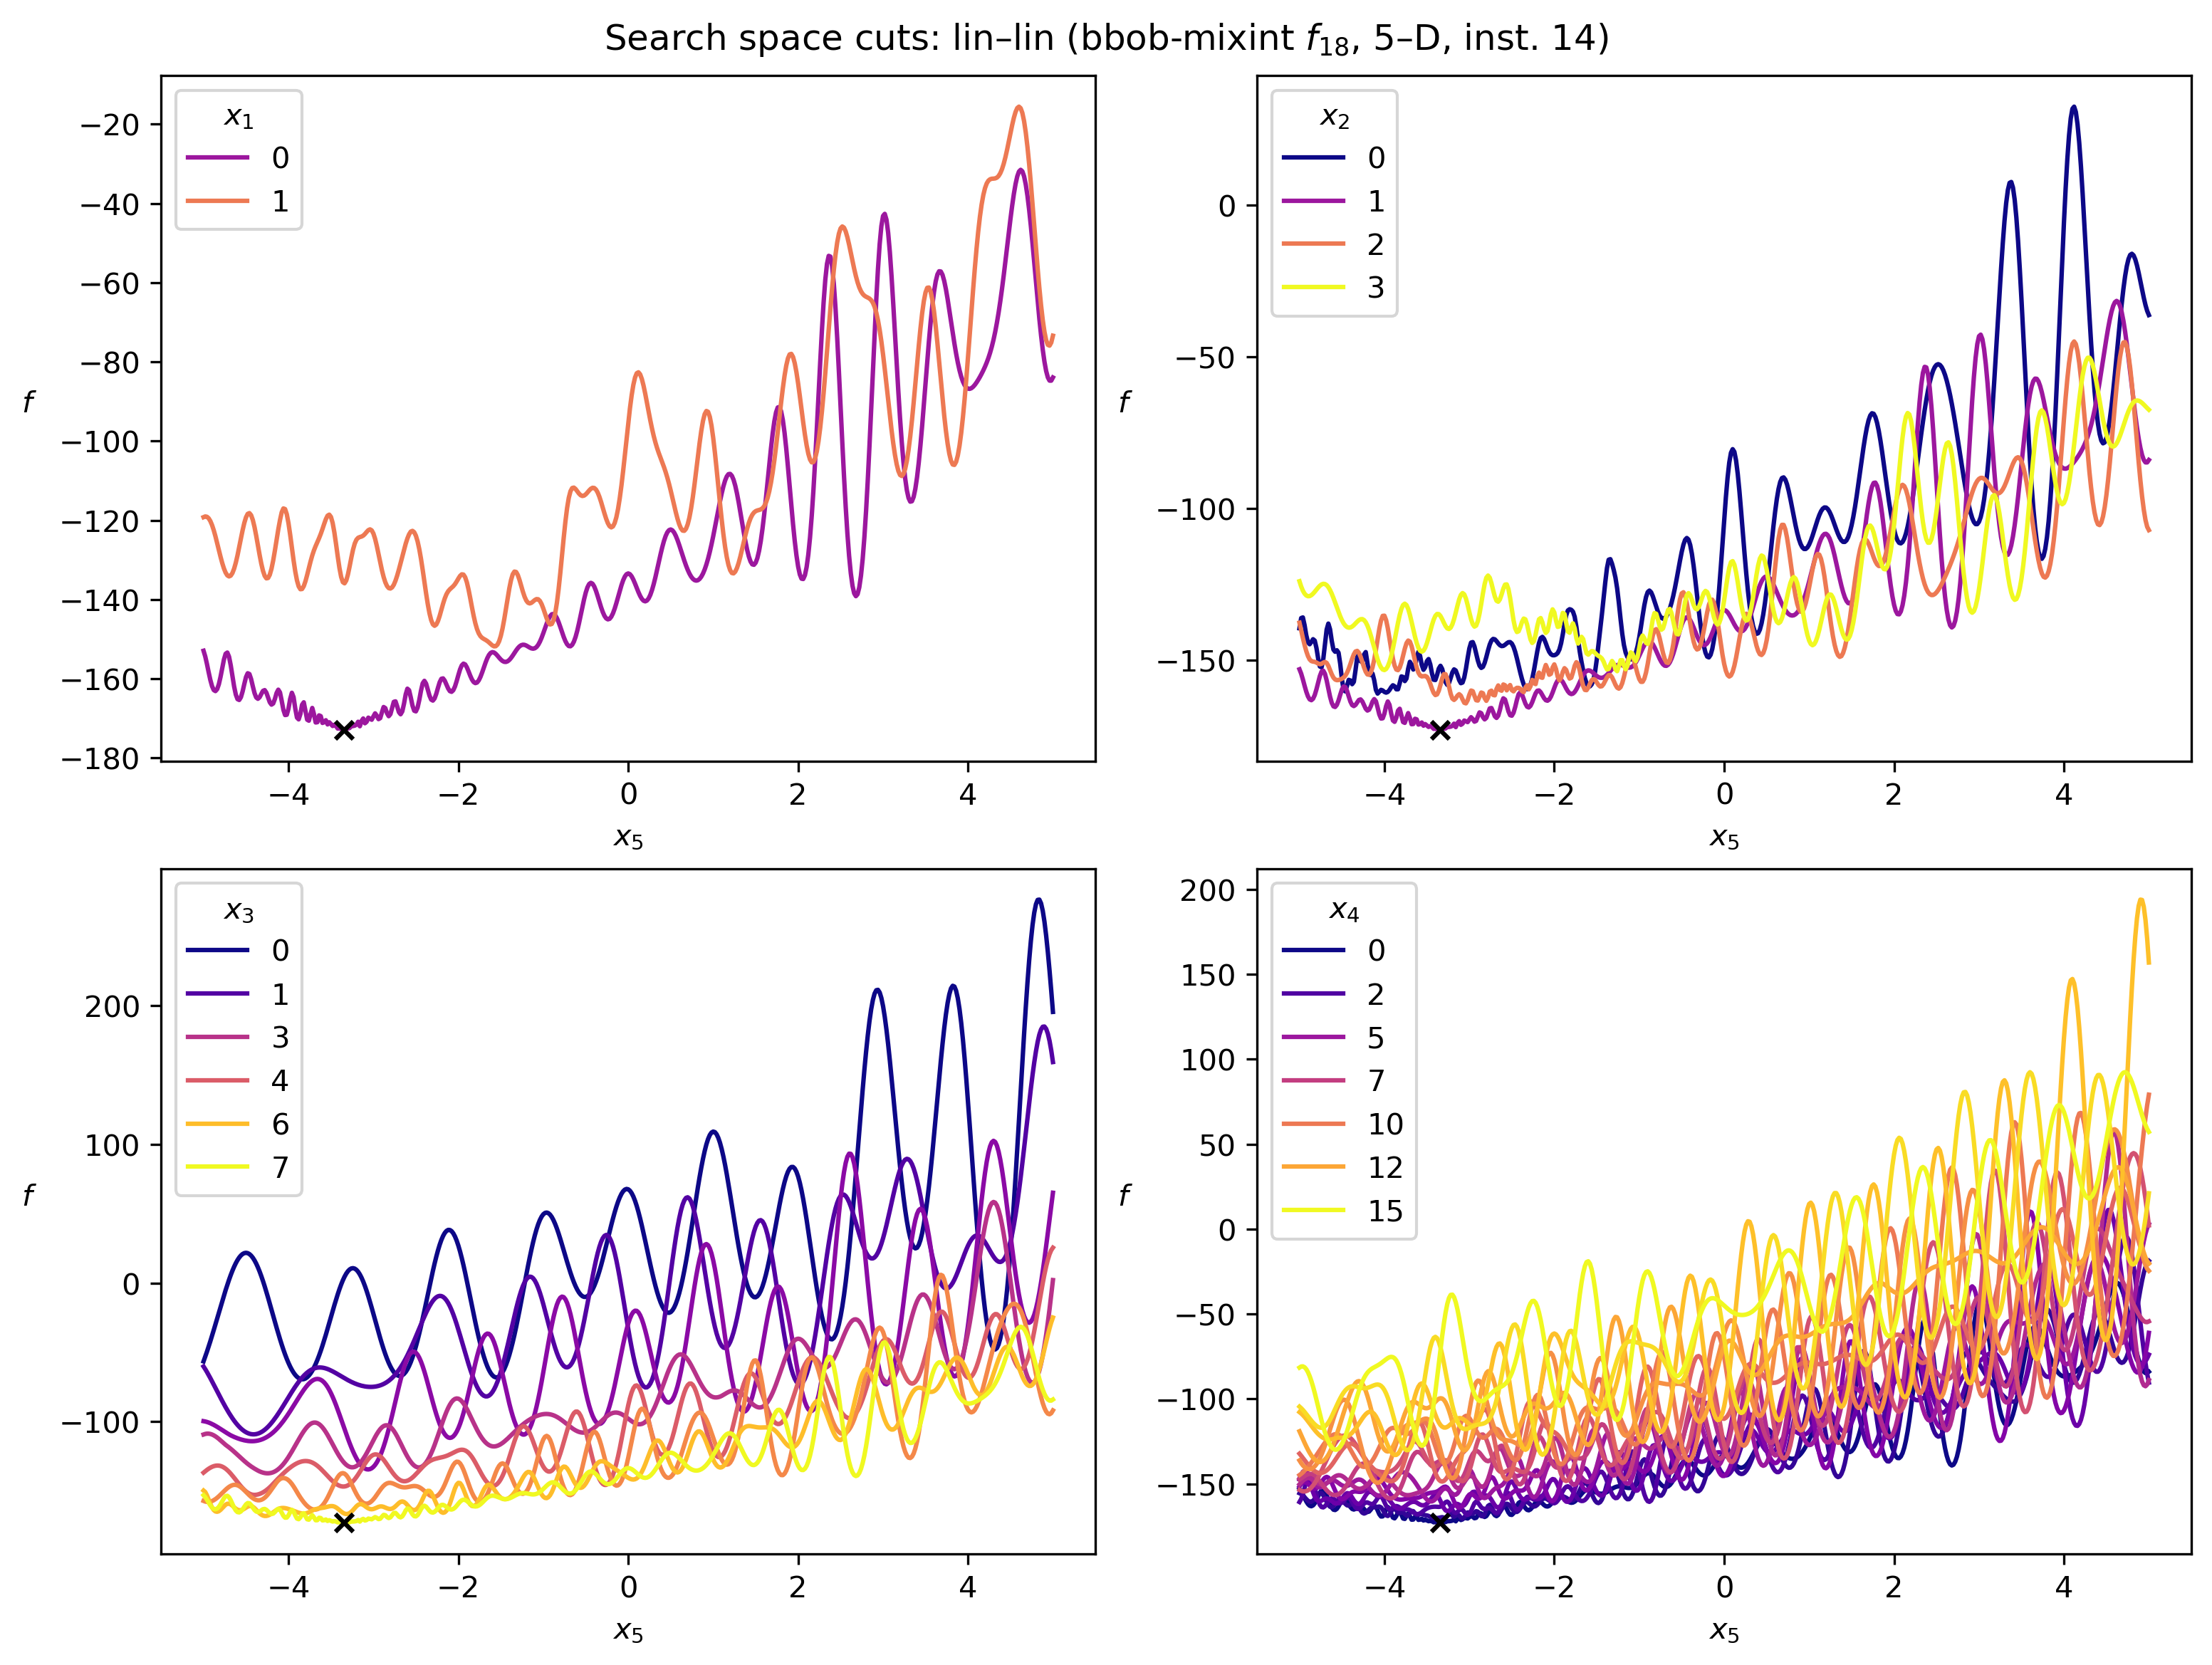 Search space cuts: lin–lin (bbob-mixint f18, 5–D, inst. 14)
x1
0
1
−20
−40
−60
−80
−100
−120
−140
−160
−180
f
−4 −2 0 2 4
x5
x2
0
1
2
3
0
−50
−100
−150
f
−4 −2 0 2 4
x5
x3
0
1
3
4
6
7
200
100
0
−100
f
−4 −2 0 2 4
x5
x4
0
2
5
7
10
12
15
200
150
100
50
0
−50
−100
−150
f
−4 −2 0 2 4
x5